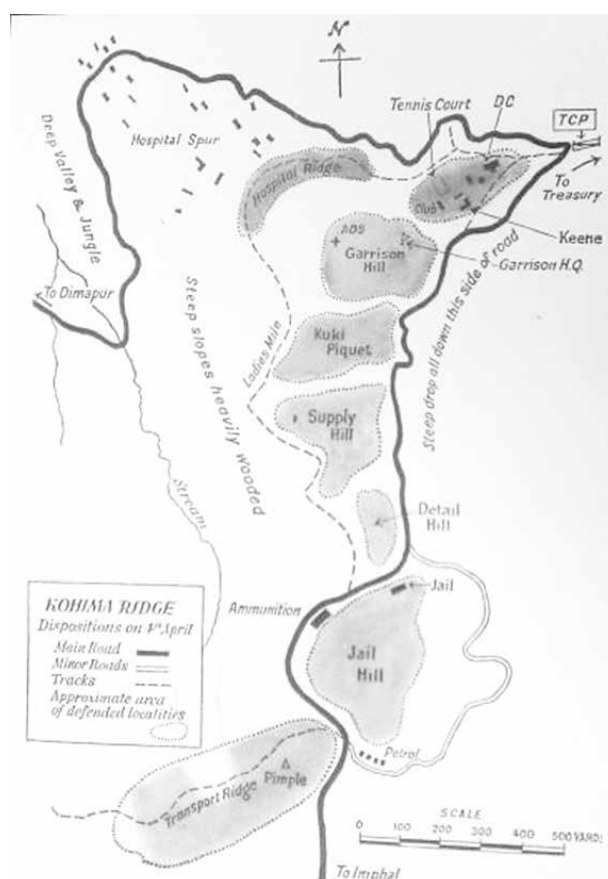 N
Tennis Court
DC
TCP
Hospital Spur
Hospital Ridge
To
Treasury
Club
Keene
Deep Valley & Jungle
ADS
Garrison
Hill
Garrison H.Q.
To Dimapur
Kuki
Piquet
Ladies Mile
Steep slopes heavily wooded
Steep drop all down this side of road
Supply
Hill
Stream
Detail
Hill
KOHIMA RIDGE
Dispositions on 4th April
Main Road
Minor Roads
Tracks
Approximate area
of defended localities
Ammunition
Jail
Jail
Hill
Petrol
Pimple
Transport Ridge
SCALE
0 100 200 300 400 500 YARDS
To Imphal